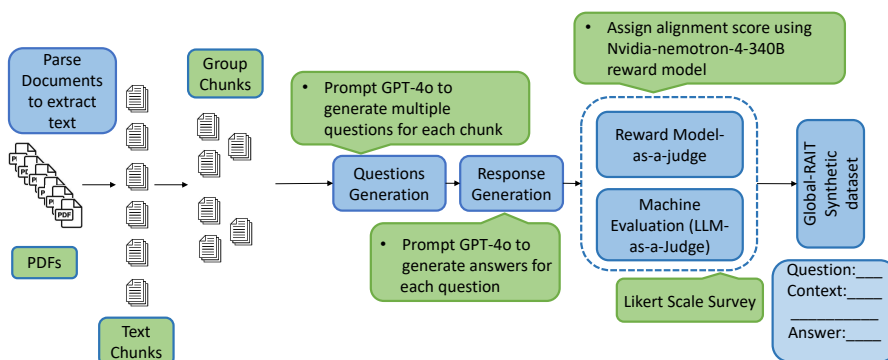 Parse
Documents
to extract
text
PDF
PDFs
Text
Chunks
Group
Chunks
• Prompt GPT-4o to
generate multiple
questions for each chunk
Questions
Generation
Response
Generation
• Prompt GPT-4o to
generate answers for
each question
• Assign alignment score using
Nvidia-nemotron-4-340B
reward model
Reward Model-
as-a-judge
Machine
Evaluation (LLM-
as-a-Judge)
Likert Scale Survey
Global-RAIT
Synthetic
dataset
Question:___
Context:____
__________
Answer:____